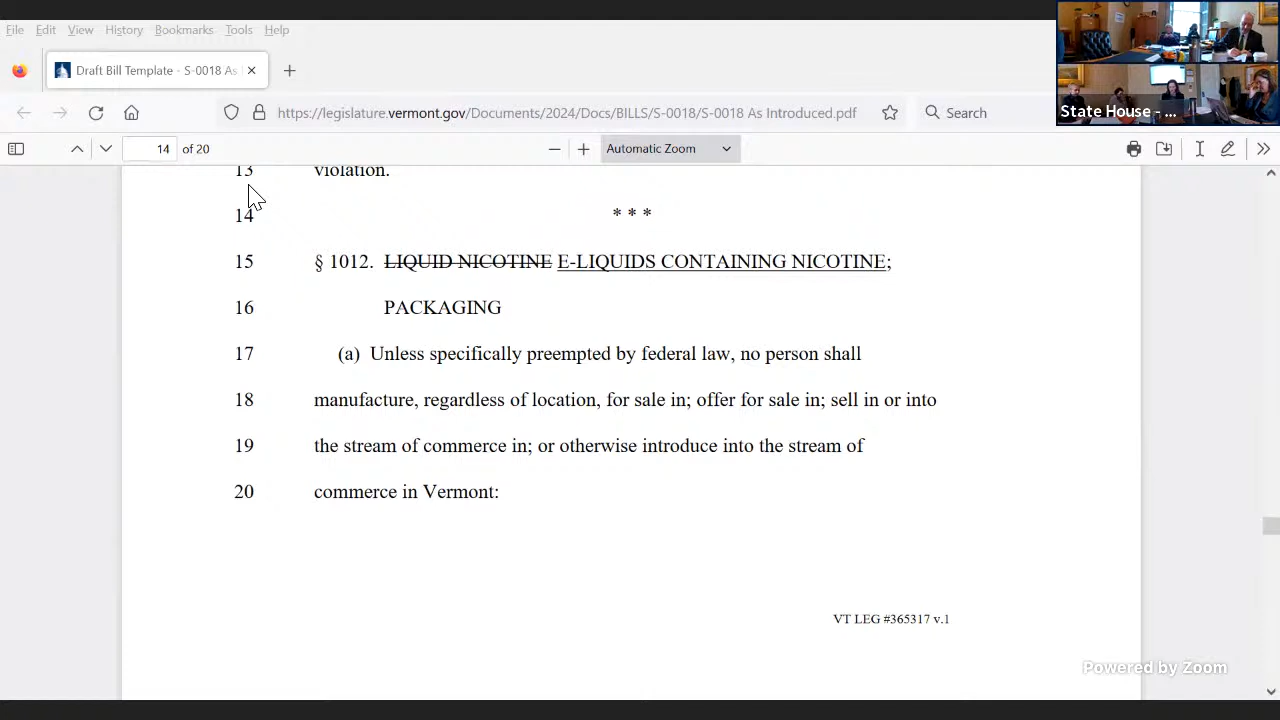 File Edit View History Bookmarks Tools Help
Draft Bill Template - S-0018 As
https://legislature.vermont.gov/Documents/2024/Docs/BILLS/S-0018/S-0018 As Introduced.pdf
Search
State House - ...
14 of 20
Automatic Zoom
13 violation.
14 * * *
15 § 1012. LIQUID NICOTINE E-LIQUIDS CONTAINING NICOTINE;
16 PACKAGING
17 (a) Unless specifically preempted by federal law, no person shall
18 manufacture, regardless of location, for sale in; offer for sale in; sell in or into
19 the stream of commerce in; or otherwise introduce into the stream of
20 commerce in Vermont:
VT LEG #365317 v.1
Powered by Zoom